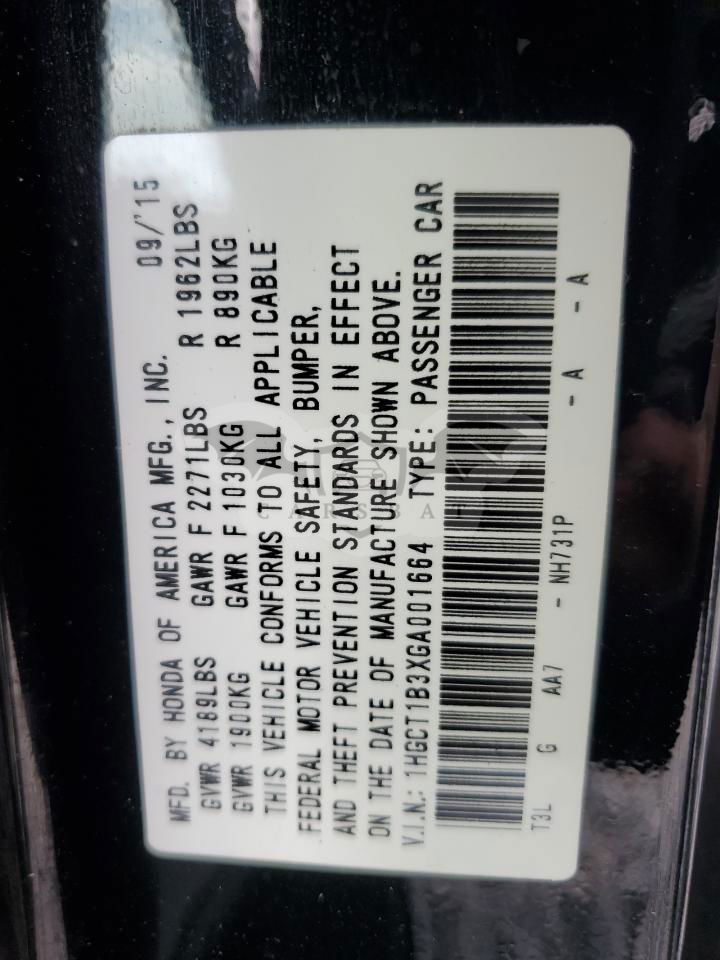 MFD. BY HONDA OF AMERICA MFG., INC. 09/'15
GVWR 4189LBS GAWR F 2271LBS R 1962LBS
GVWR 1900KG GAWR F 1030KG R 890KG
THIS VEHICLE CONFORMS TO ALL APPLICABLE
FEDERAL MOTOR VEHICLE SAFETY, BUMPER,
AND THEFT PREVENTION STANDARDS IN EFFECT
ON THE DATE OF MANUFACTURE SHOWN ABOVE.
V.I.N.: 1HGCT1B3XGA001664 TYPE: PASSENGER CAR
T3L G AA7 - NH731P - A - A
CARSBAT